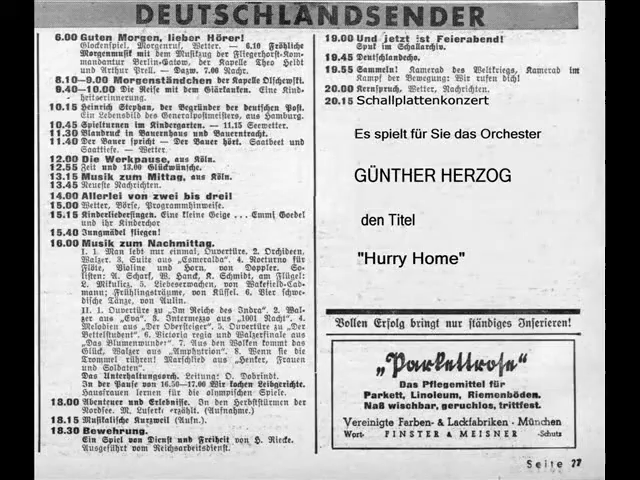 DEUTSCHLANDSENDER
6.00 Guten Morgen, lieber Hörer!
Glockenspiel, Morgenruf, Wetter. — 6.10 Fröhliche
Morgenmusik mit dem Musikzug der Fliegerhorst-Kom-
mandantur Berlin-Gatow, der Kapelle Theo Heldt
und Arthur Prell. — Dazw. 7.00 Nachr.
8.10—9.00 Morgenständchen der Kapelle Olschewski.
9.40—10.00 Die Reise mit dem Giärkaufen. Eine Kind-
heitserinnerung.
10.15 Heinrich Stephan, der Begründer der deutschen Post.
Ein Lebensbild des Generalpostmeisters, aus Hamburg.
10.45 Spielturnen im Kindergarten. — 11.15 Seewetter.
11.30 Blaudruck in Bauernhaus und Bauerntracht.
11.40 Der Bauer spricht — Der Bauer hört. Saatbeet und
Saattiefe. — Wetter.
12.00 Die Werkpause, aus Köln.
12.55 Zeit und 13.00 Glückwünsche.
13.15 Musik zum Mittag, aus Köln.
13.45 Neueste Nachrichten.
14.00 Allerlei von zwei bis drei!
15.00 Wetter, Börse, Programmhinweise.
15.15 Kinderliedersingen. Eine kleine Geige ... Emmi Goedel
und ihr Kinderchor
15.40 Jungmädel fliegen!
16.00 Musik zum Nachmittag.
I. 1. Man lebt nur einmal, Ouvertüre. 2. Orchideen,
Walzer. 3. Suite aus „Esmeralda“. 4. Nocturno für
Flöte, Violine und Horn, von Doppler. So-
listen: A. Scharf, W. Hanck, K. Schmidt, am Flügel:
L. Mikulicz. 5. Liebeserwachen, von Wakefield-Cad-
mann; Frühlingsträume, von Küssel. 6. Vier schwe-
dische Tänze, von Aulin.
II. 1. Ouvertüre zu „Im Reiche des Indra“. 2. Wal-
zer aus „Eva“. 3. Intermezzo aus „1001 Nacht“. 4.
Melodien aus „Der Obersteiger“. 5. Ouvertüre zu „Der
Bettelstudent“. 6. Victoria regia und Walzerfinale aus
„Das Blumenwunder“. 7. Aus den Wolken kommt das
Glück, Walzer aus „Amphytrion“. 8. Wenn sie die
Trommel rühren! Marschlied aus „Henker, Frauen
und Soldaten“.
Das Unterhaltungsorch. Leitung: O. Dobrindt.
In der Pause von 16.50—17.00 Wir kochen Leibgerichte.
Hausfrauen lernen für die olympischen Spiele.
18.00 Abenteuer und Erlebnisse. In den Herbststürmen der
Nordsee. M. Luserke erzählt. (Aufnahme.)
18.15 Musikalische Kurzweil (Aufn.).
18.30 Bewehrung.
Ein Spiel von Dienst und Freiheit von H. Riecke.
Ausgeführt vom Reichsarbeitsdienst.
19.00 Und jetzt ist Feierabend!
Spuk im Schallarchiv.
19.45 Deutschlandecho.
19.55 Sammeln! Kamerad des Weltkriegs, Kamerad im
Kampf der Bewegung: Wir rufen dich!
20.00 Kernspruch, Wetter, Nachrichten.
20.15 Schallplattenkonzert
Es spielt für Sie das Orchester
GÜNTHER HERZOG
den Titel
"Hurry Home"
Vollen Erfolg bringt nur ständiges Inserieren!
„Parkettrose“
Das Pflegemittel für
Parkett, Linoleum, Riemenböden.
Naß wischbar, geruchlos, trittfest.
Vereinigte Farben- & Lackfabriken · München
Wort- FINSTER & MEISNER -Schutz
Seite 27